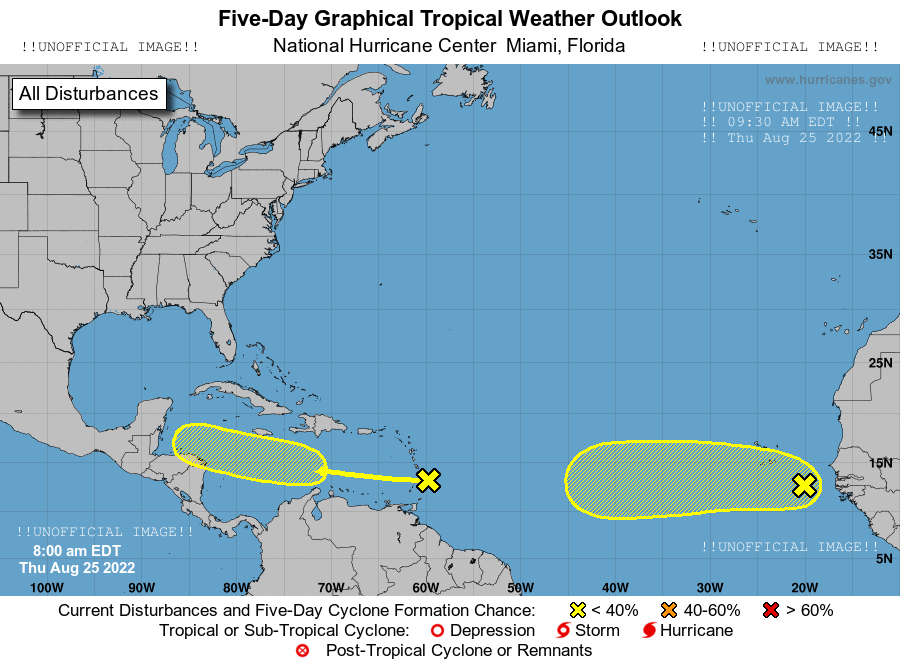 Five-Day Graphical Tropical Weather Outlook
!!UNOFFICIAL IMAGE!! National Hurricane Center Miami, Florida !!UNOFFICIAL IMAGE!!
www.hurricanes.gov
All Disturbances
!!UNOFFICIAL IMAGE!!
!! 09:30 AM EDT !!
!! Thu Aug 25 2022 !!
45N
35N
25N
15N
!!UNOFFICIAL IMAGE!!
8:00 am EDT
Thu Aug 25 2022
!!UNOFFICIAL IMAGE!!
5N
100W 90W 80W 70W 60W 50W 40W 30W 20W
Current Disturbances and Five-Day Cyclone Formation Chance: < 40% 40-60% > 60%
Tropical or Sub-Tropical Cyclone: Depression Storm Hurricane
Post-Tropical Cyclone or Remnants